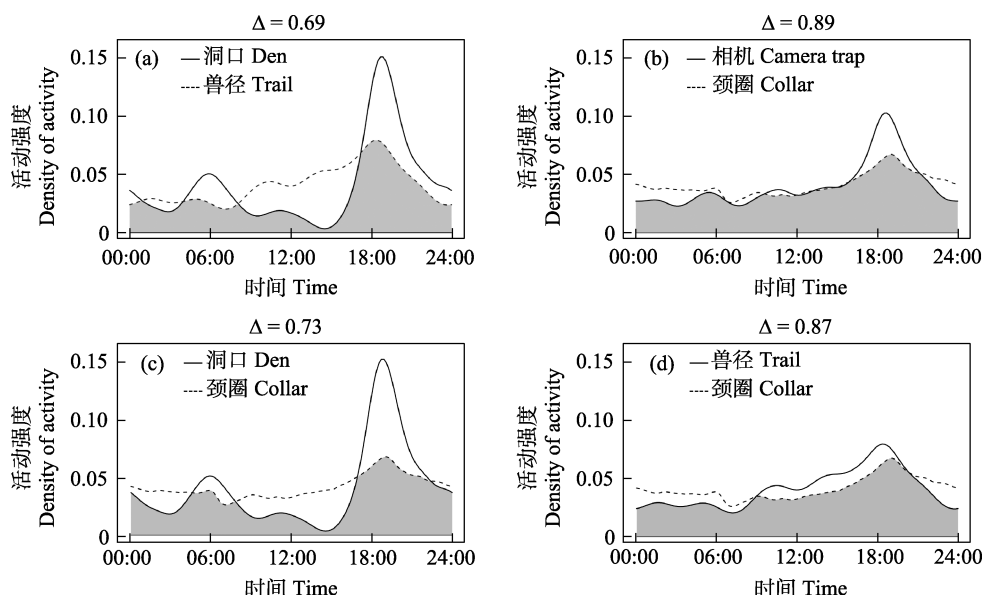 Δ = 0.69
(a)
洞口 Den
兽径 Trail
0.15
0.10
0.05
0
活动强度
Density of activity
00:00 06:00 12:00 18:00 24:00
时间 Time
Δ = 0.89
(b)
相机 Camera trap
颈圈 Collar
0.15
0.10
0.05
0
活动强度
Density of activity
00:00 06:00 12:00 18:00 24:00
时间 Time
Δ = 0.73
(c)
洞口 Den
颈圈 Collar
0.15
0.10
0.05
0
活动强度
Density of activity
00:00 06:00 12:00 18:00 24:00
时间 Time
Δ = 0.87
(d)
兽径 Trail
颈圈 Collar
0.15
0.10
0.05
0
活动强度
Density of activity
00:00 06:00 12:00 18:00 24:00
时间 Time